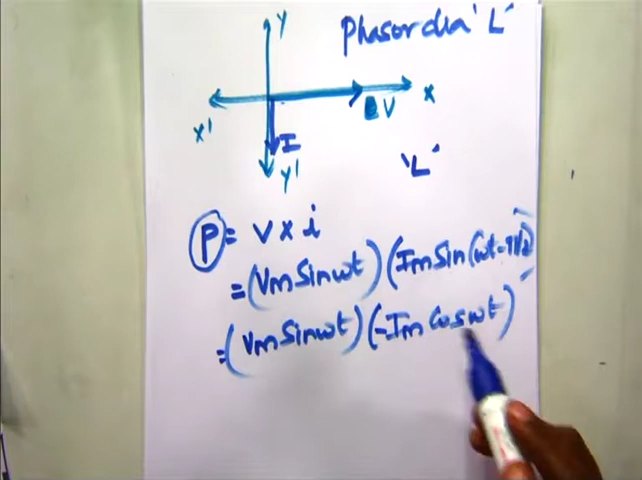 Y
Phasor dia 'L'
X' V X
I
Y' 'L'
P = V x i
= (Vm Sinωt) (Im Sin(ωt - π/2)
= (Vm Sinωt) (-Im Cosωt)